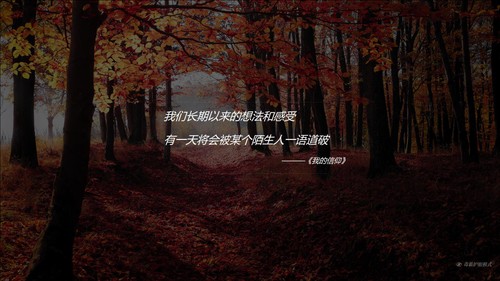 我们长期以来的想法和感受
有一天将会被某个陌生人一语道破
———《我的信仰》